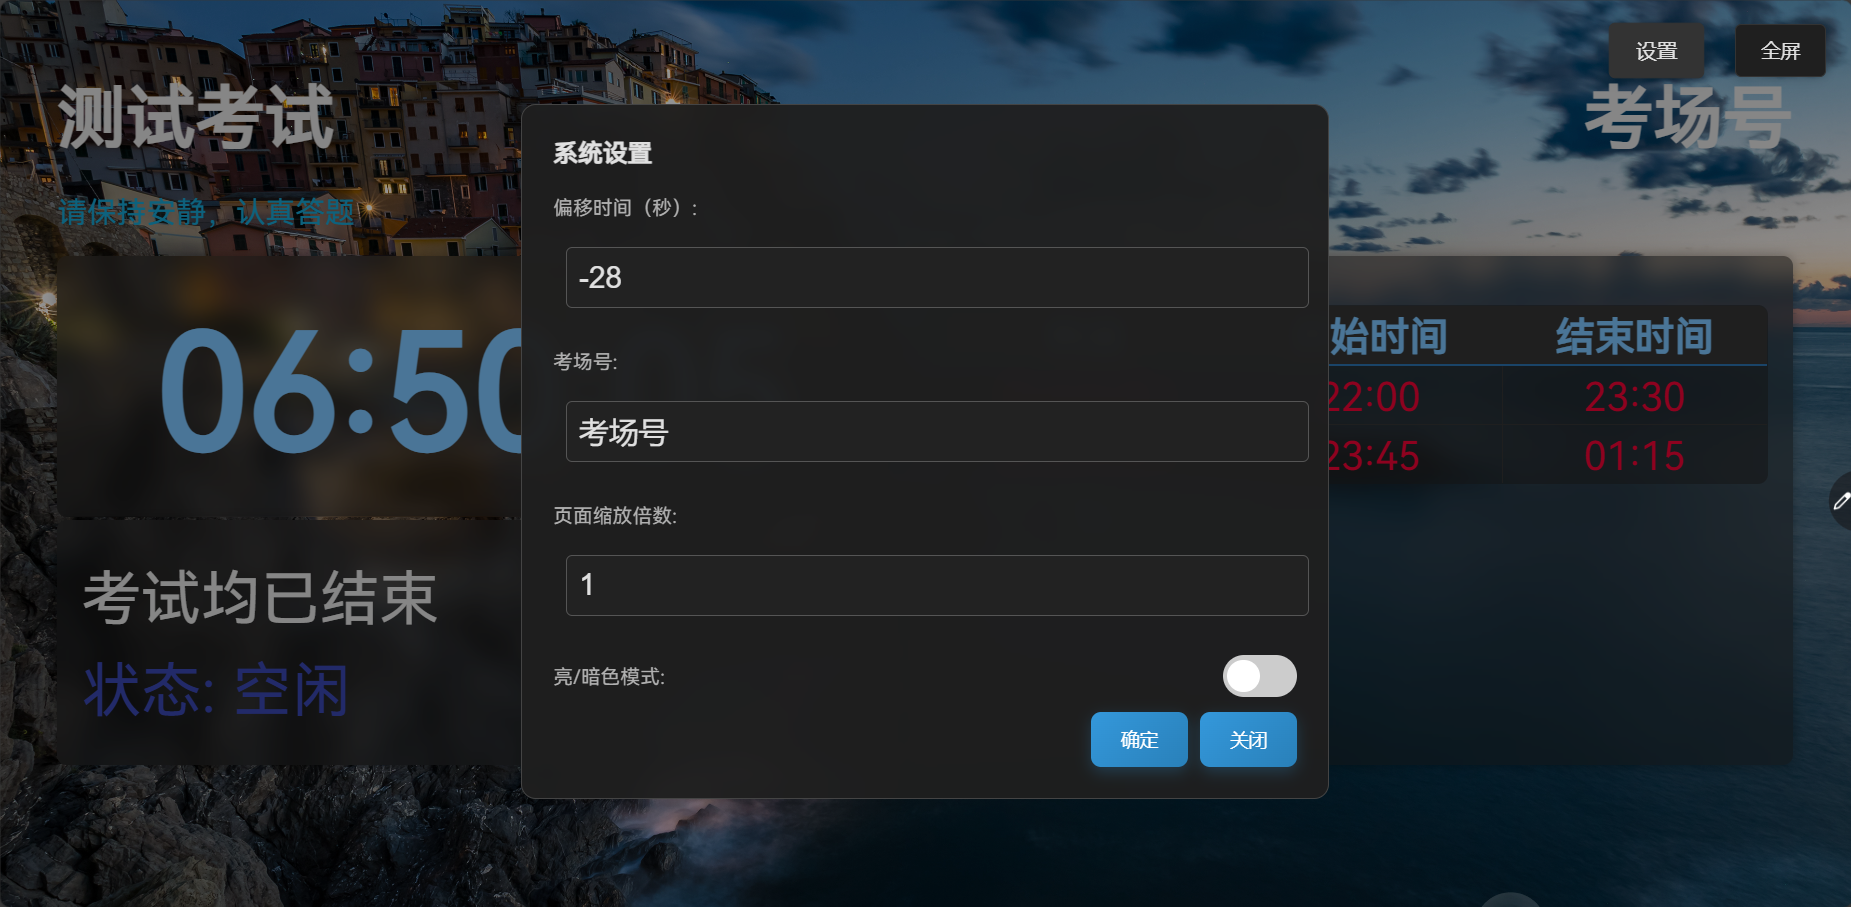 设置
全屏
测试考试
考场号
请保持安静，认真答题
系统设置
偏移时间（秒）:
-28
考场号:
考场号
页面缩放倍数:
1
亮/暗色模式:
确定
关闭
06:50
考试均已结束
状态: 空闲
始时间
结束时间
22:00
23:30
23:45
01:15